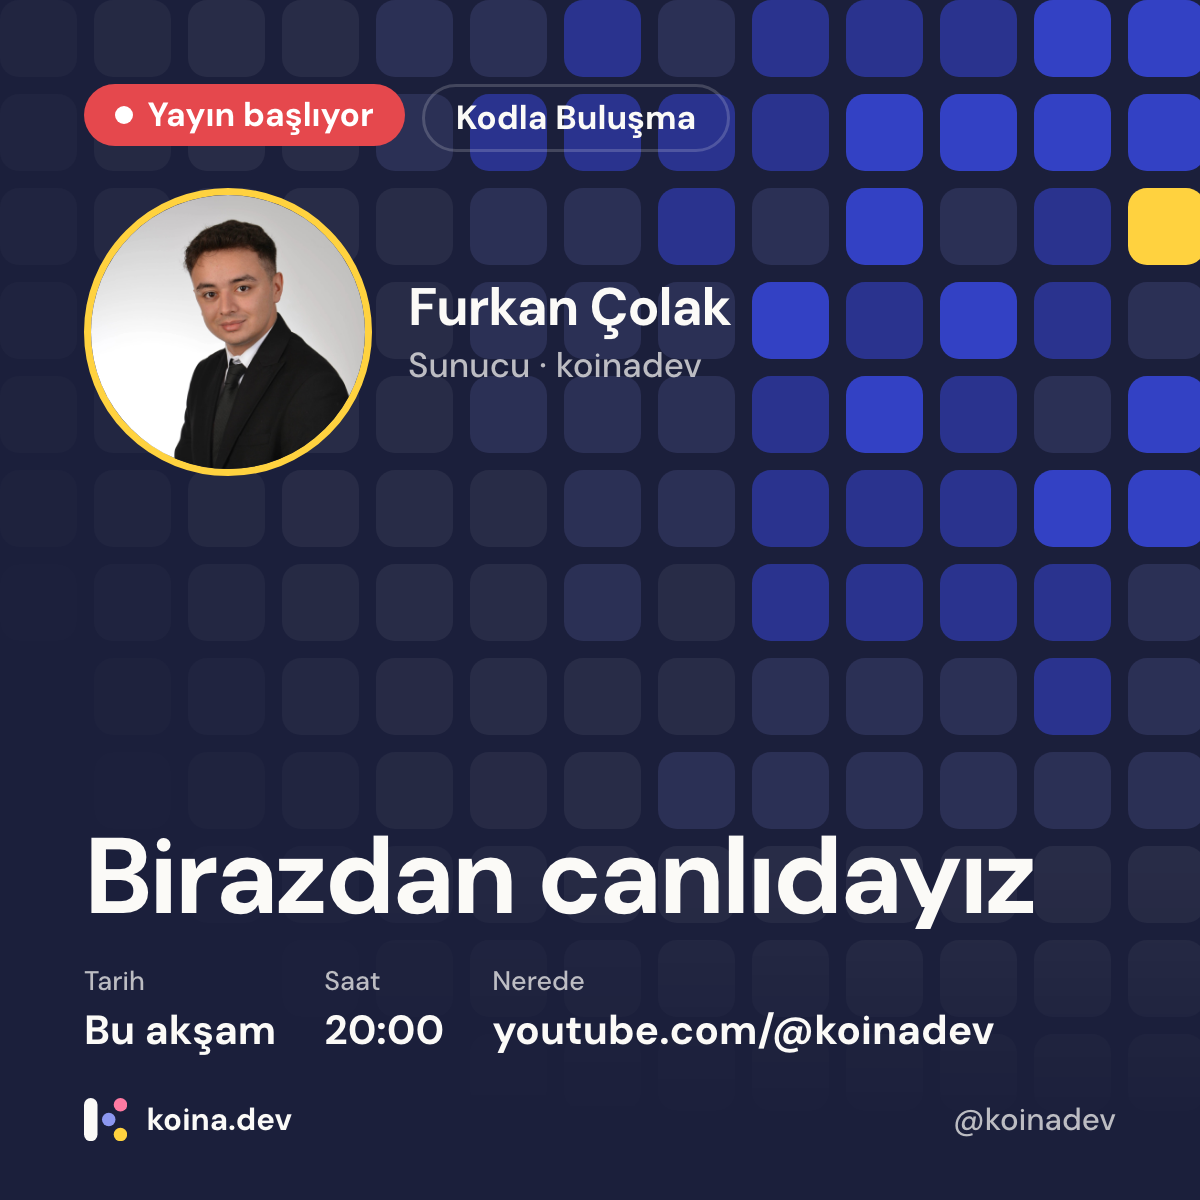 Yayın başlıyor
Kodla Buluşma
Furkan Çolak
Sunucu · koinadev
Birazdan canlıdayız
Tarih
Bu akşam
Saat
20:00
Nerede
youtube.com/@koinadev
koina.dev
@koinadev